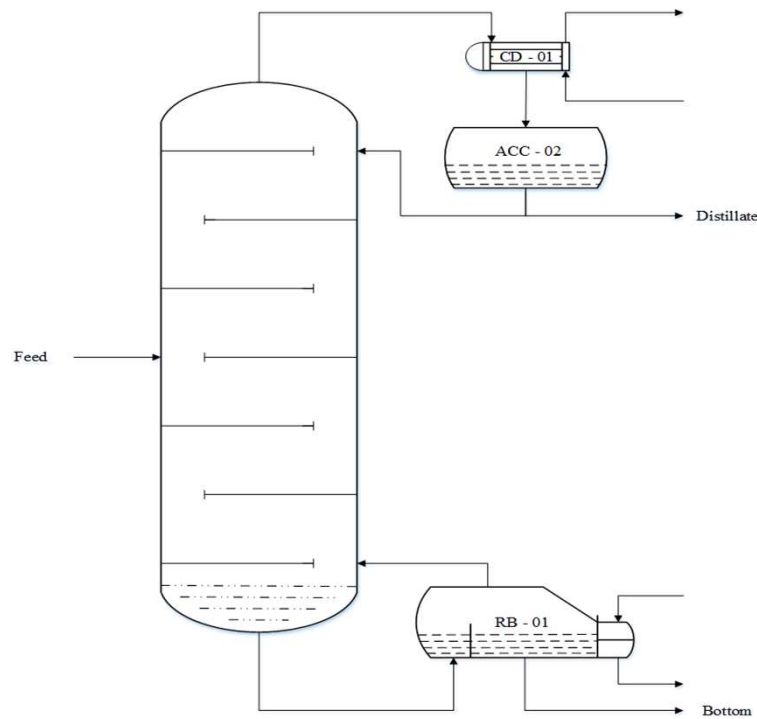 CD - 01
ACC - 02
Distillate
Feed
RB - 01
Bottom